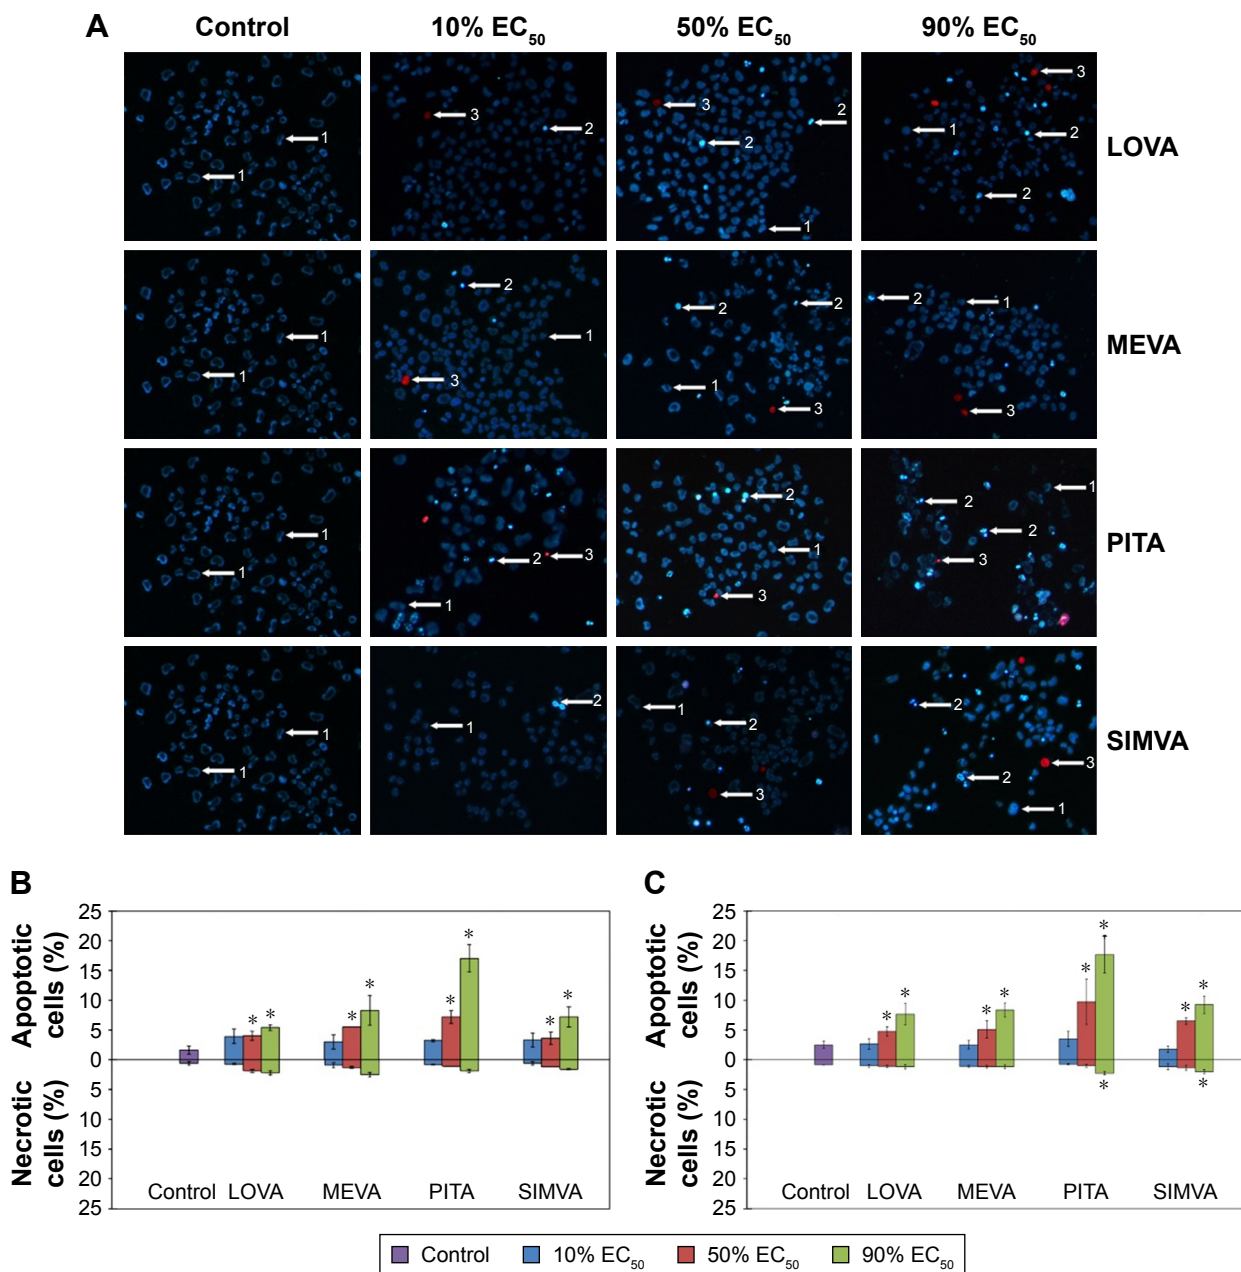 A
Control 10% EC50 50% EC50 90% EC50
1 1 3 2 3 2 2 1 3 1 2 2 LOVA
1 1 2 1 3 2 2 1 3 2 1 3 MEVA
1 1 2 3 1 2 1 3 1 2 2 3 PITA
1 1 2 1 1 2 3 2 3 2 1 SIMVA
B
Apoptotic cells (%)
Necrotic cells (%)
25
20
15
10
5
0
5
10
15
20
25
* * * * * * *
Control LOVA MEVA PITA SIMVA
C
Apoptotic cells (%)
Necrotic cells (%)
25
20
15
10
5
0
5
10
15
20
25
* * * * * * * * * *
Control LOVA MEVA PITA SIMVA
Control 10% EC50 50% EC50 90% EC50